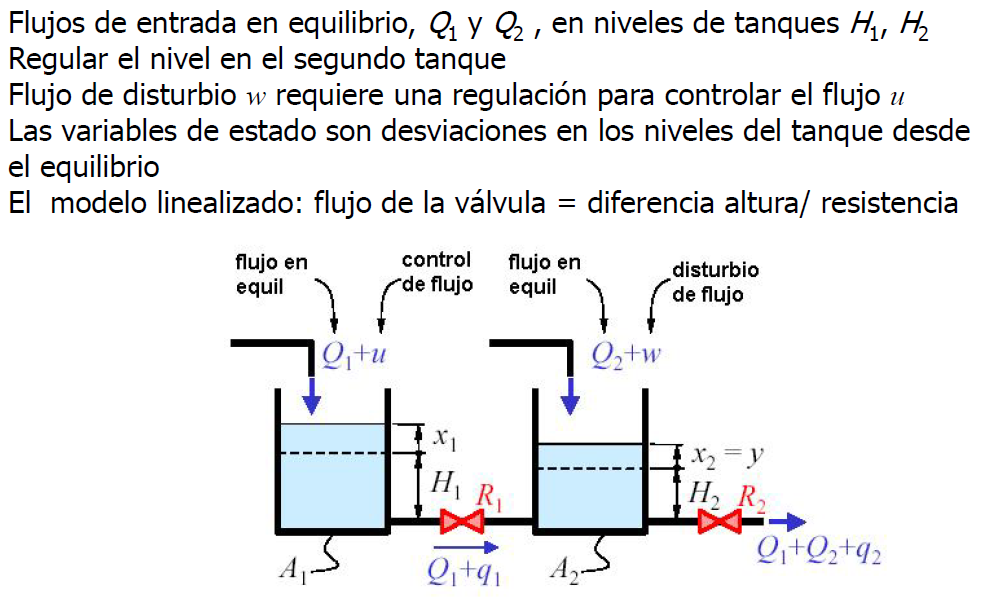 Flujos de entrada en equilibrio, Q₁ y Q₂ , en niveles de tanques H₁, H₂
Regular el nivel en el segundo tanque
Flujo de disturbio w requiere una regulación para controlar el flujo u
Las variables de estado son desviaciones en los niveles del tanque desde
el equilibrio
El  modelo linealizado: flujo de la válvula = diferencia altura/ resistencia
flujo en
equil
control
de flujo
flujo en
equil
disturbio
de flujo
Q₁+u
Q₂+w
x₁
x₂ = y
H₁
R₁
H₂
R₂
A₁
Q₁+q₁
A₂
Q₁+Q₂+q₂